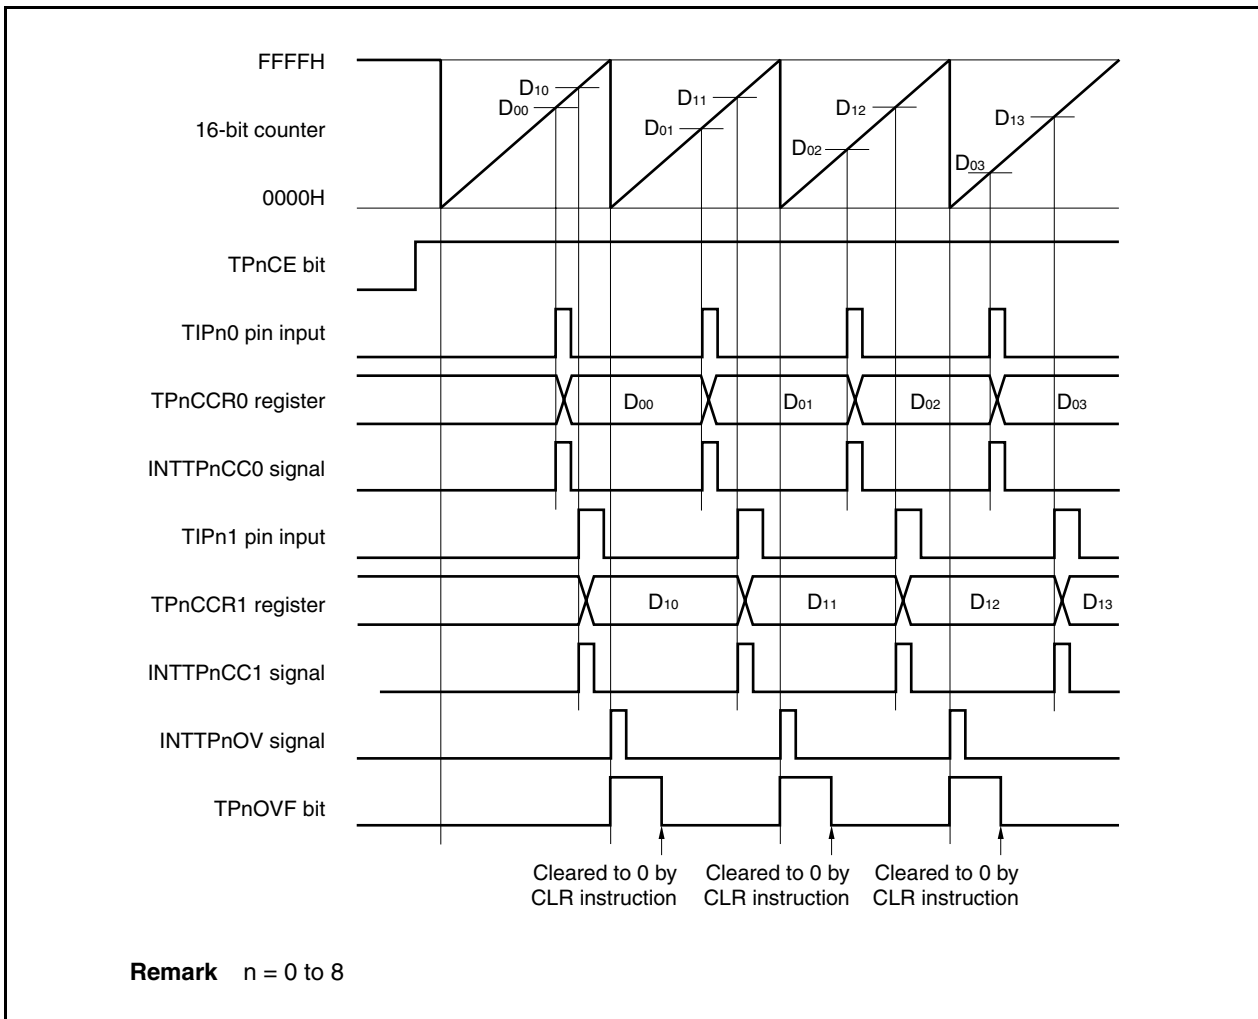 FFFFH
16-bit counter
0000H
D10
D00
D11
D01
D12
D02
D13
D03
TPnCE bit
TIPn0 pin input
TPnCCR0 register
D00
D01
D02
D03
INTTPnCC0 signal
TIPn1 pin input
TPnCCR1 register
D10
D11
D12
D13
INTTPnCC1 signal
INTTPnOV signal
TPnOVF bit
Cleared to 0 by
CLR instruction
Cleared to 0 by
CLR instruction
Cleared to 0 by
CLR instruction
Remark n = 0 to 8